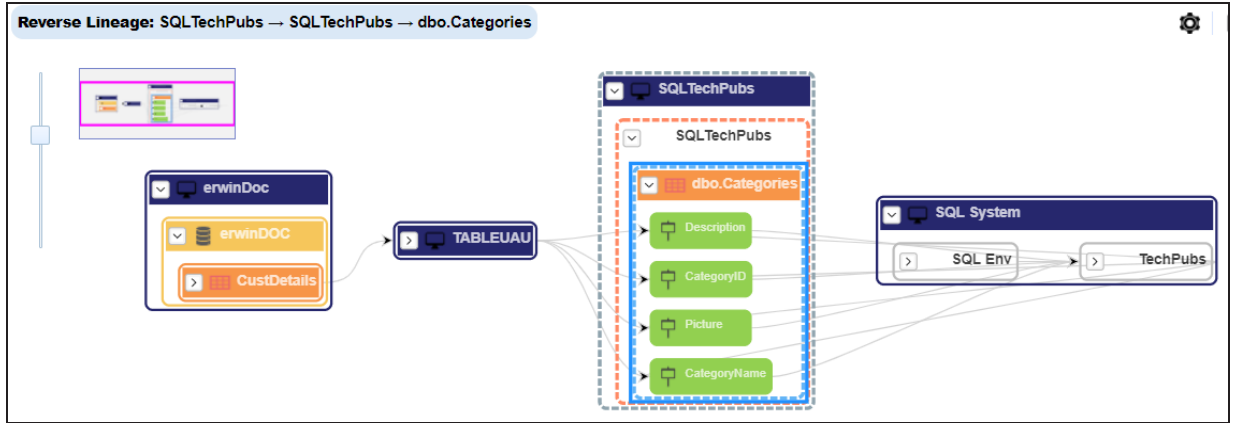 Reverse Lineage: SQLTechPubs → SQLTechPubs → dbo.Categories
erwinDoc
erwinDOC
CustDetails
TABLEUAU
SQLTechPubs
SQLTechPubs
dbo.Categories
Description
CategoryID
Picture
CategoryName
SQL System
SQL Env
TechPubs